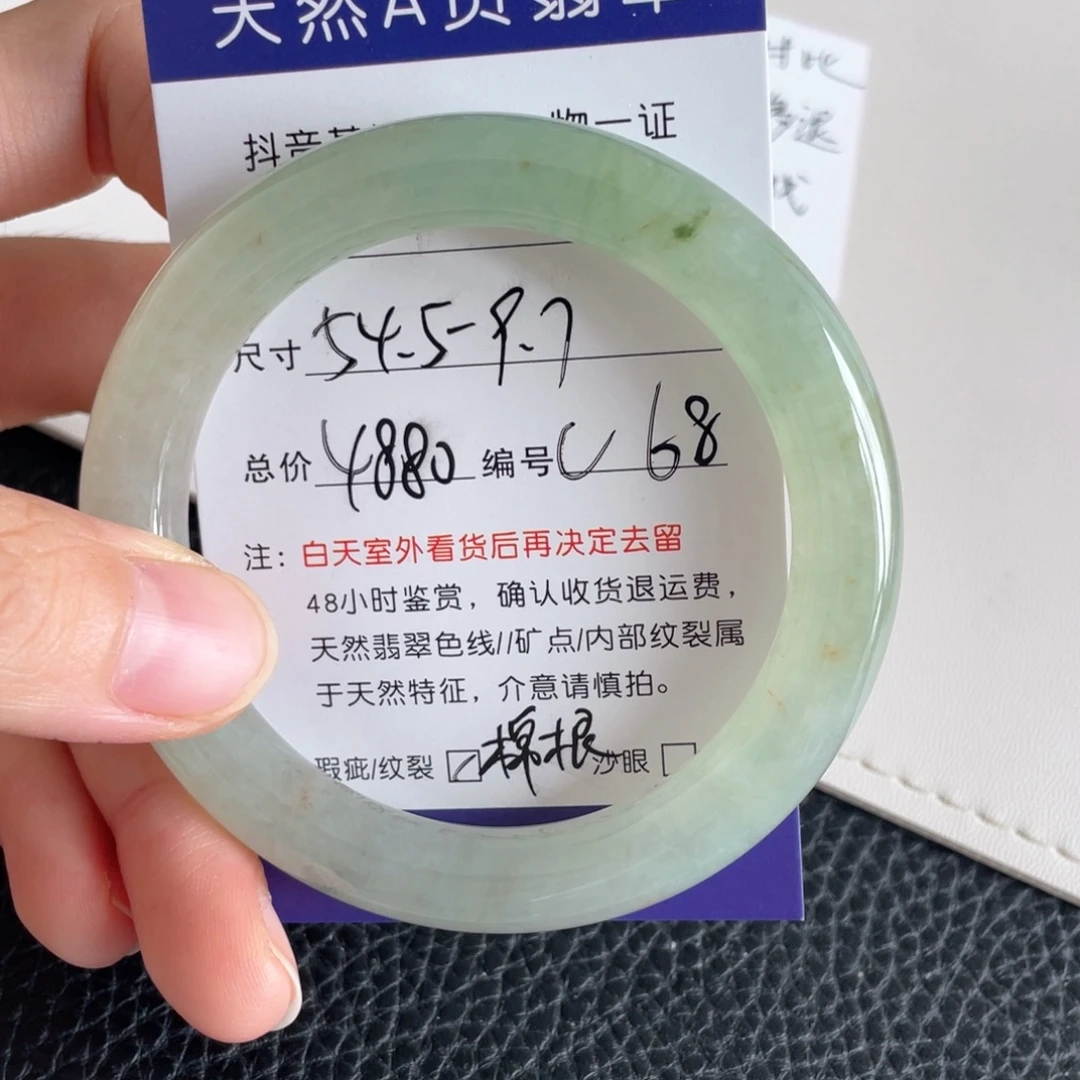 天然A货翡翠
抖音 物一证
尺寸 54.5-9.7
总价 4880 编号 C 68
注：白天室外看货后再决定去留
48小时鉴赏，确认收货退运费，
天然翡翠色线//矿点/内部纹裂属
于天然特征，介意请慎拍。
瑕疵/纹裂 ☑ 棉根 沙眼 □